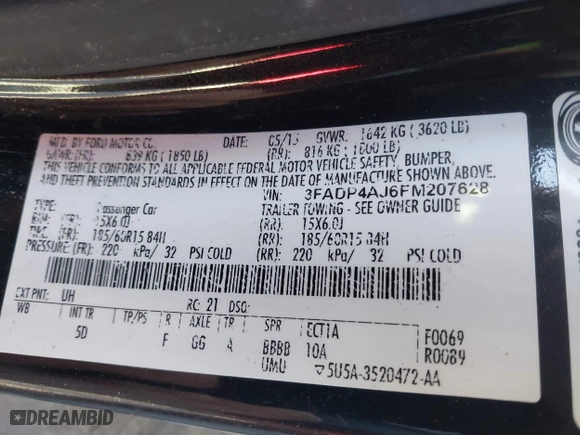 MFD. BY FORD MOTOR CO. DATE: 05/15 GVWR: 1642 KG ( 3620 LB)
GAWR:(FR): 839 KG ( 1850 LB) (RR): 816 KG ( 1800 LB)
THIS VEHICLE CONFORMS TO ALL APPLICABLE FEDERAL MOTOR VEHICLE SAFETY, BUMPER,
AND THEFT PREVENTION STANDARDS IN EFFECT ON THE DATE OF MANUFACTURE SHOWN ABOVE.
VIN: 3FADP4AJ6FM207628
TYPE: Passenger Car TRAILER TOWING - SEE OWNER GUIDE
RIM: 15X6.0J (RR): 15X6.0J
TIRE: 185/60R15 84H (RR): 185/60R15 84H
PRESSURE:(FR): 220 kPa/ 32 PSI COLD (RR): 220 kPa/ 32 PSI COLD
EXT PNT: UH RC: 21 DSO:
WB INT TR TP/PS R AXLE TR SPR ECT1A F0069
5D F GG A BBBB 10A R0089
UMU ▽5U5A-3520472-AA
DREAMBID